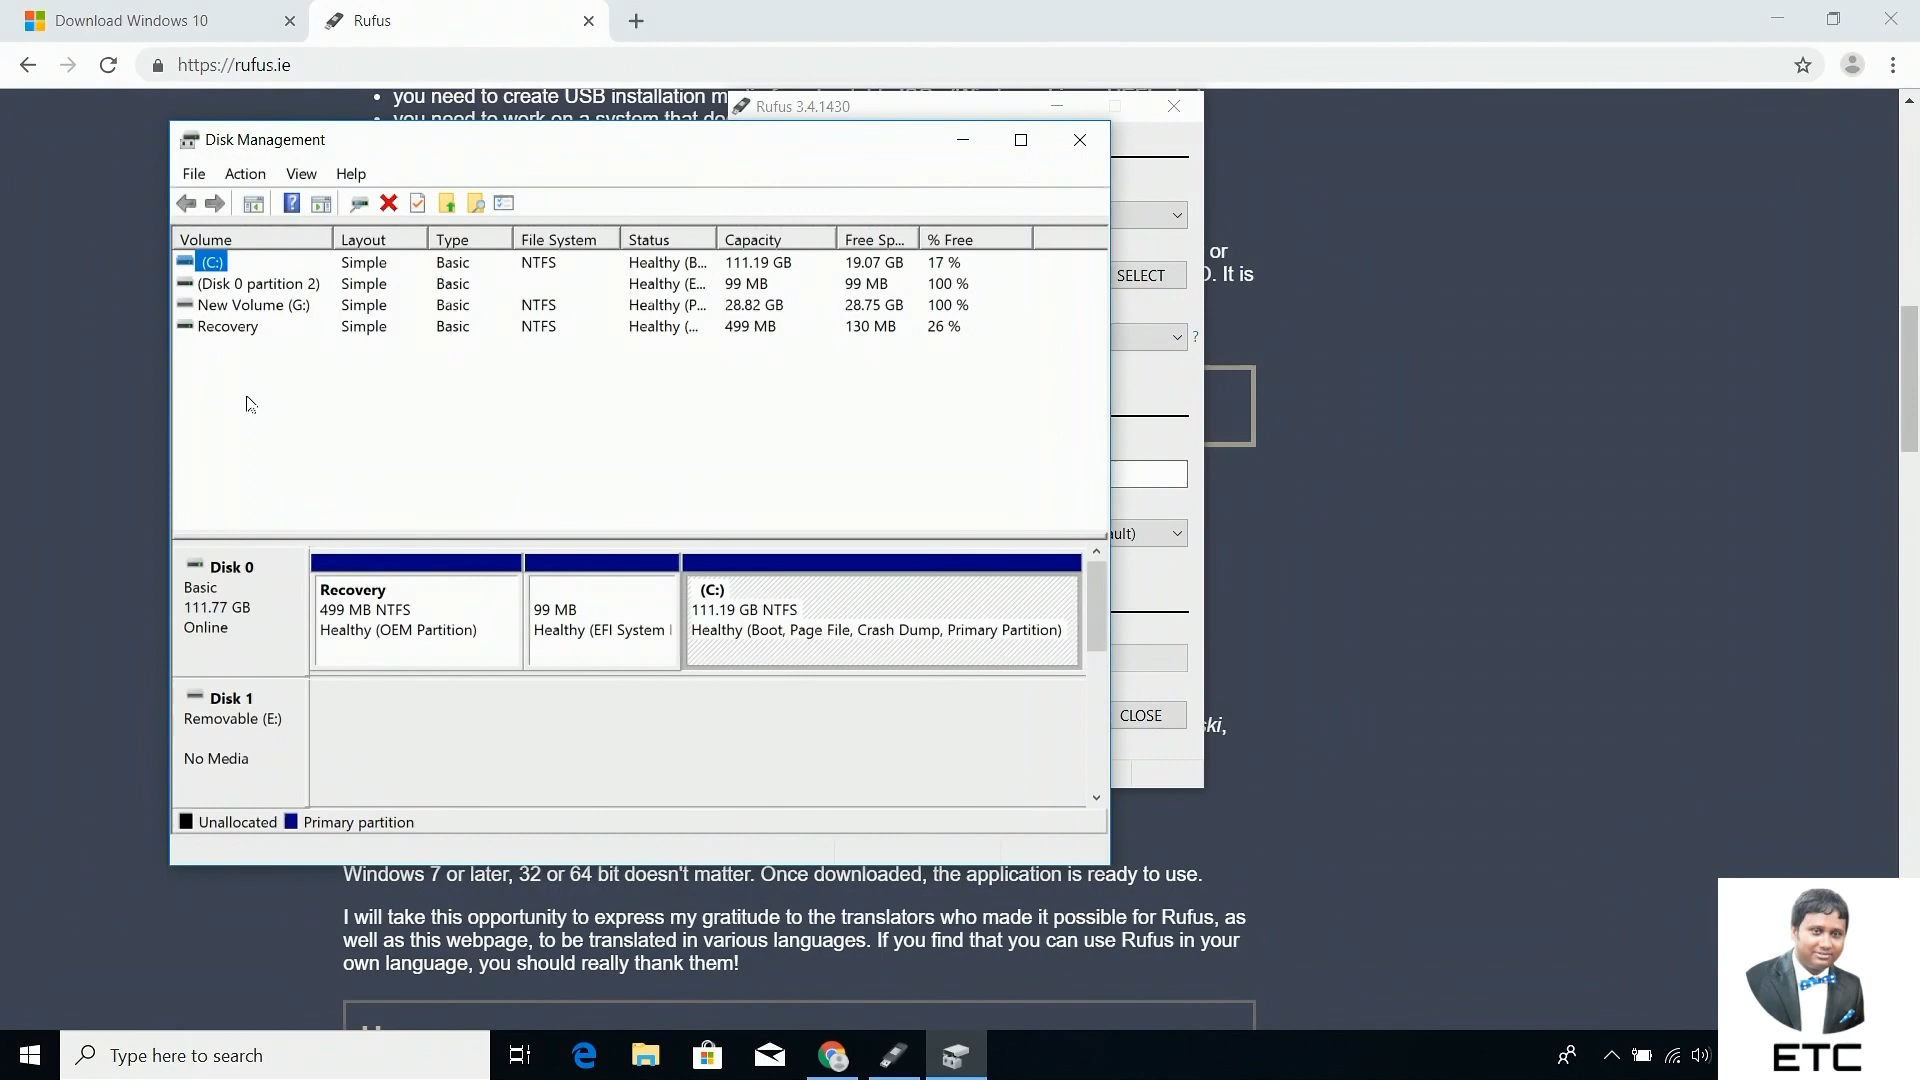 Download Windows 10
Rufus
https://rufus.ie
you need to create USB installation
Rufus 3.4.1430
you need to work on a system that
Disk Management
File Action View Help
Volume Layout Type File System Status Capacity Free Sp... % Free
(C:) Simple Basic NTFS Healthy (B... 111.19 GB 19.07 GB 17 %
(Disk 0 partition 2) Simple Basic Healthy (E... 99 MB 99 MB 100 %
New Volume (G:) Simple Basic NTFS Healthy (P... 28.82 GB 28.75 GB 100 %
Recovery Simple Basic NTFS Healthy (... 499 MB 130 MB 26 %
or
SELECT
It is
?
ault)
Disk 0
Basic
111.77 GB
Online
Recovery
499 MB NTFS
Healthy (OEM Partition)
99 MB
Healthy (EFI System
(C:)
111.19 GB NTFS
Healthy (Boot, Page File, Crash Dump, Primary Partition)
Disk 1
Removable (E:)
No Media
CLOSE
ski,
Unallocated Primary partition
Windows 7 or later, 32 or 64 bit doesn't matter. Once downloaded, the application is ready to use.
I will take this opportunity to express my gratitude to the translators who made it possible for Rufus, as
well as this webpage, to be translated in various languages. If you find that you can use Rufus in your
own language, you should really thank them!
Type here to search
ETC